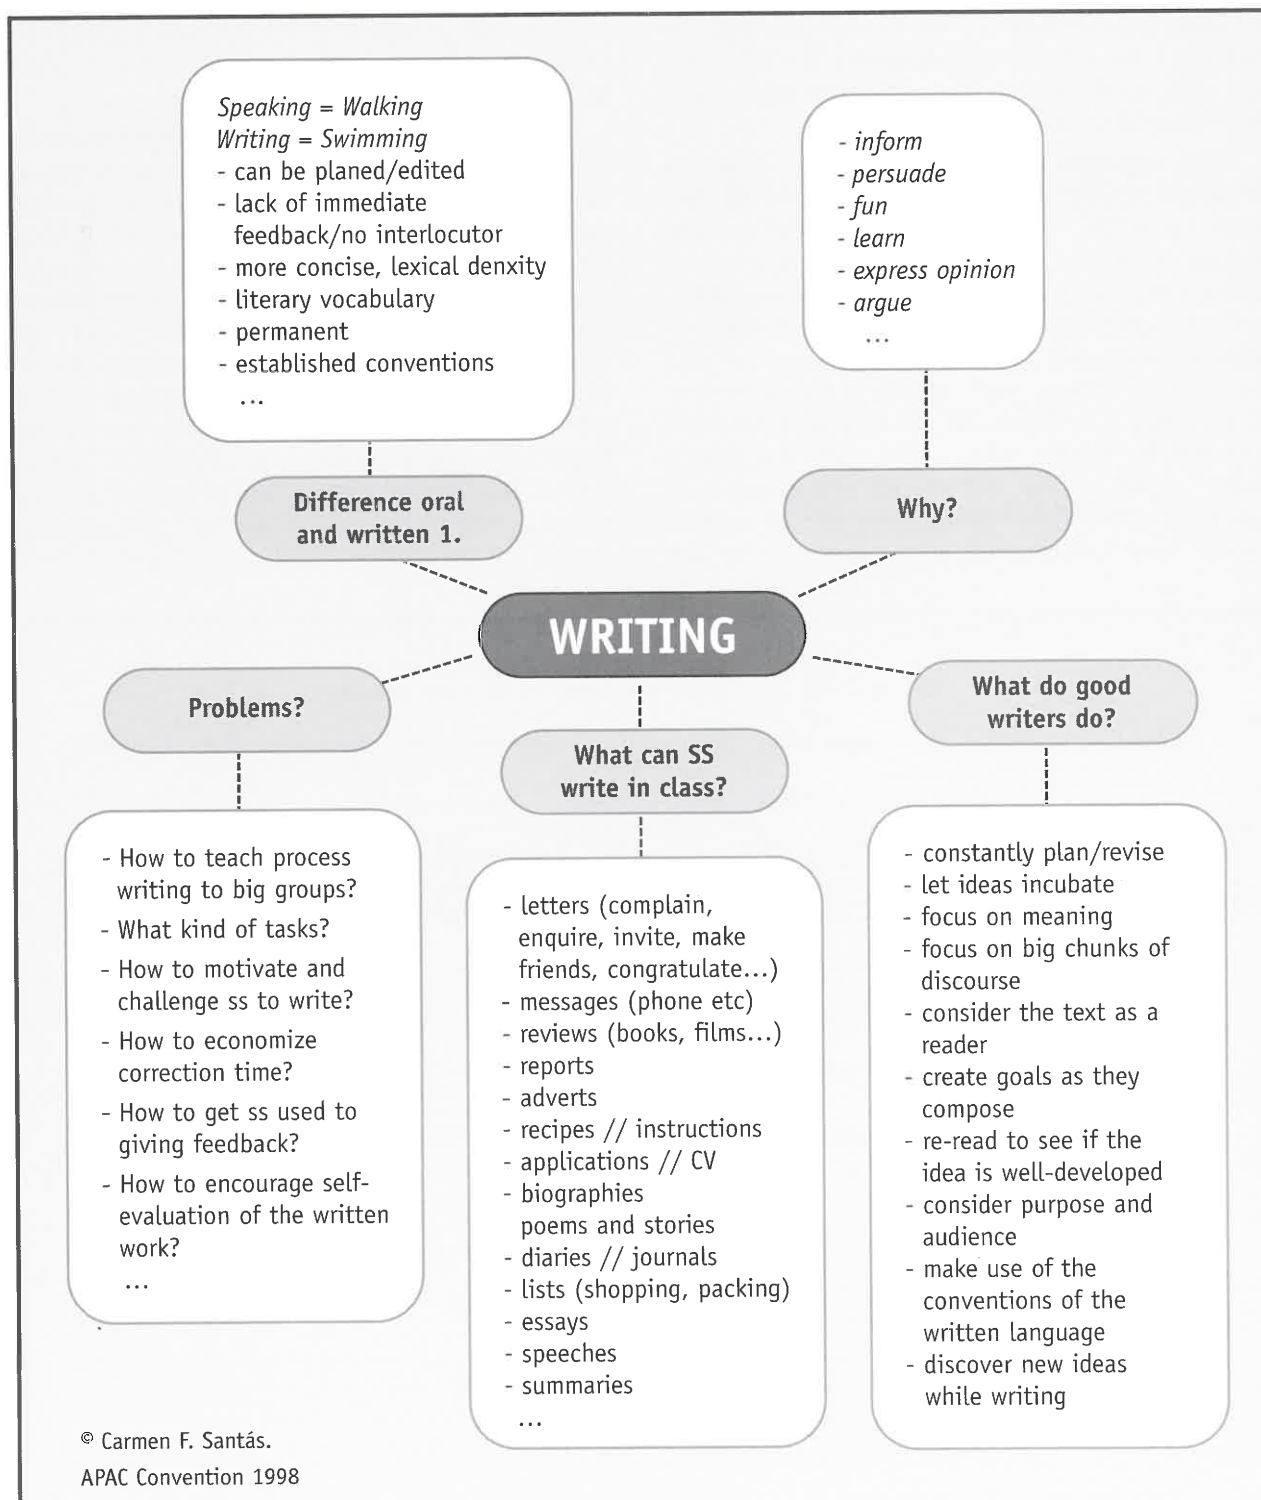 Speaking = Walking
Writing = Swimming
- can be planed/edited
- lack of immediate
feedback/no interlocutor
- more concise, lexical denxity
- literary vocabulary
- permanent
- established conventions
...
- inform
- persuade
- fun
- learn
- express opinion
- argue
...
Difference oral
and written 1.
Why?
WRITING
Problems?
What can SS
write in class?
What do good
writers do?
- How to teach process
writing to big groups?
- What kind of tasks?
- How to motivate and
challenge ss to write?
- How to economize
correction time?
- How to get ss used to
giving feedback?
- How to encourage self-
evaluation of the written
work?
...
- letters (complain,
enquire, invite, make
friends, congratulate...)
- messages (phone etc)
- reviews (books, films...)
- reports
- adverts
- recipes // instructions
- applications // CV
- biographies
poems and stories
- diaries // journals
- lists (shopping, packing)
- essays
- speeches
- summaries
...
- constantly plan/revise
- let ideas incubate
- focus on meaning
- focus on big chunks of
discourse
- consider the text as a
reader
- create goals as they
compose
- re-read to see if the
idea is well-developed
- consider purpose and
audience
- make use of the
conventions of the
written language
- discover new ideas
while writing
© Carmen F. Santás.
APAC Convention 1998